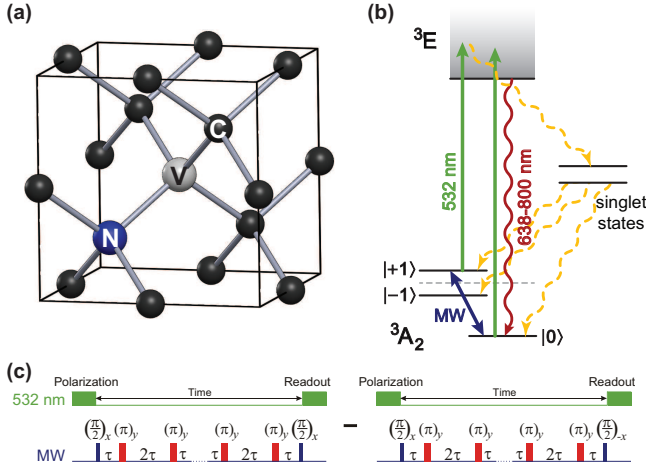 (a)
C
V
N
(b)
³E
532 nm
638-800 nm
singlet
states
|+1⟩
|−1⟩
MW
³A₂
|0⟩
(c)
Polarization
Time
Readout
Polarization
Time
Readout
532 nm
−
(π/2)ₓ (π)ᵧ (π)ᵧ (π)ᵧ (π)ᵧ (π/2)ₓ
(π/2)ₓ (π)ᵧ (π)ᵧ (π)ᵧ (π)ᵧ (π/2)₋ₓ
MW
τ 2τ τ ...... τ 2τ τ
τ 2τ τ ...... τ 2τ τ